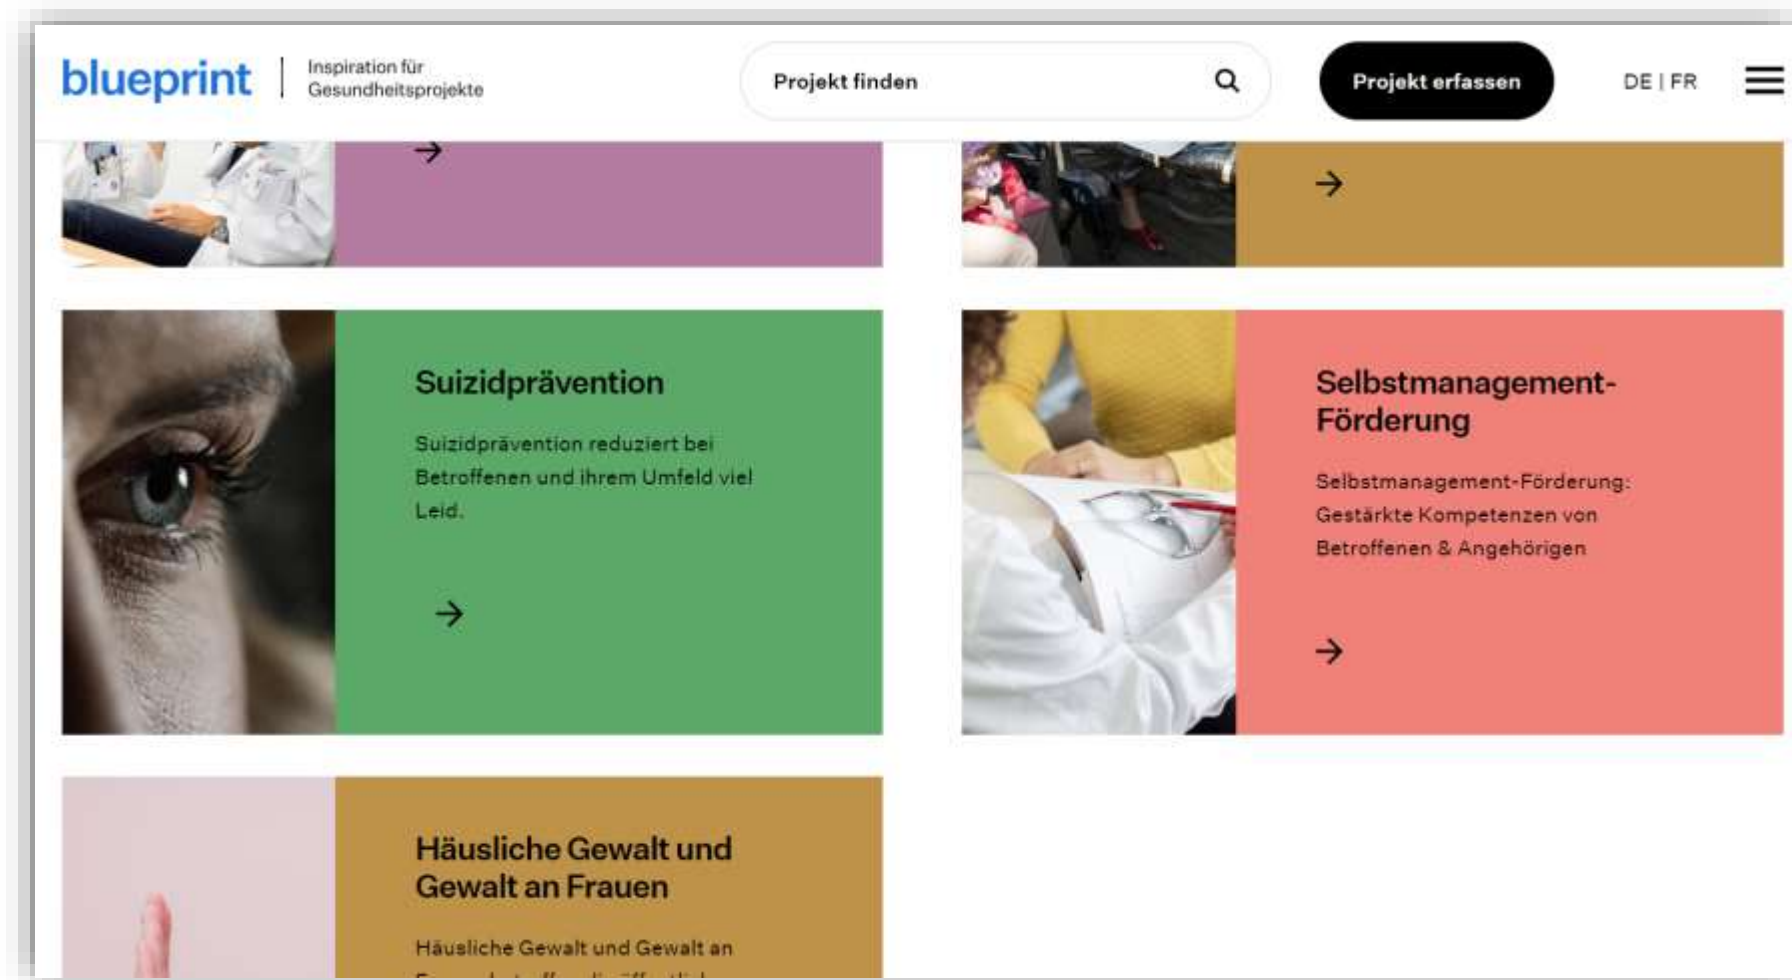 blueprint
Inspiration für
Gesundheitsprojekte
Projekt finden
Projekt erfassen
DE | FR
Suizidprävention
Suizidprävention reduziert bei
Betroffenen und ihrem Umfeld viel
Leid.
Selbstmanagement-
Förderung
Selbstmanagement-Förderung:
Gestärkte Kompetenzen von
Betroffenen & Angehörigen
Häusliche Gewalt und
Gewalt an Frauen
Häusliche Gewalt und Gewalt an